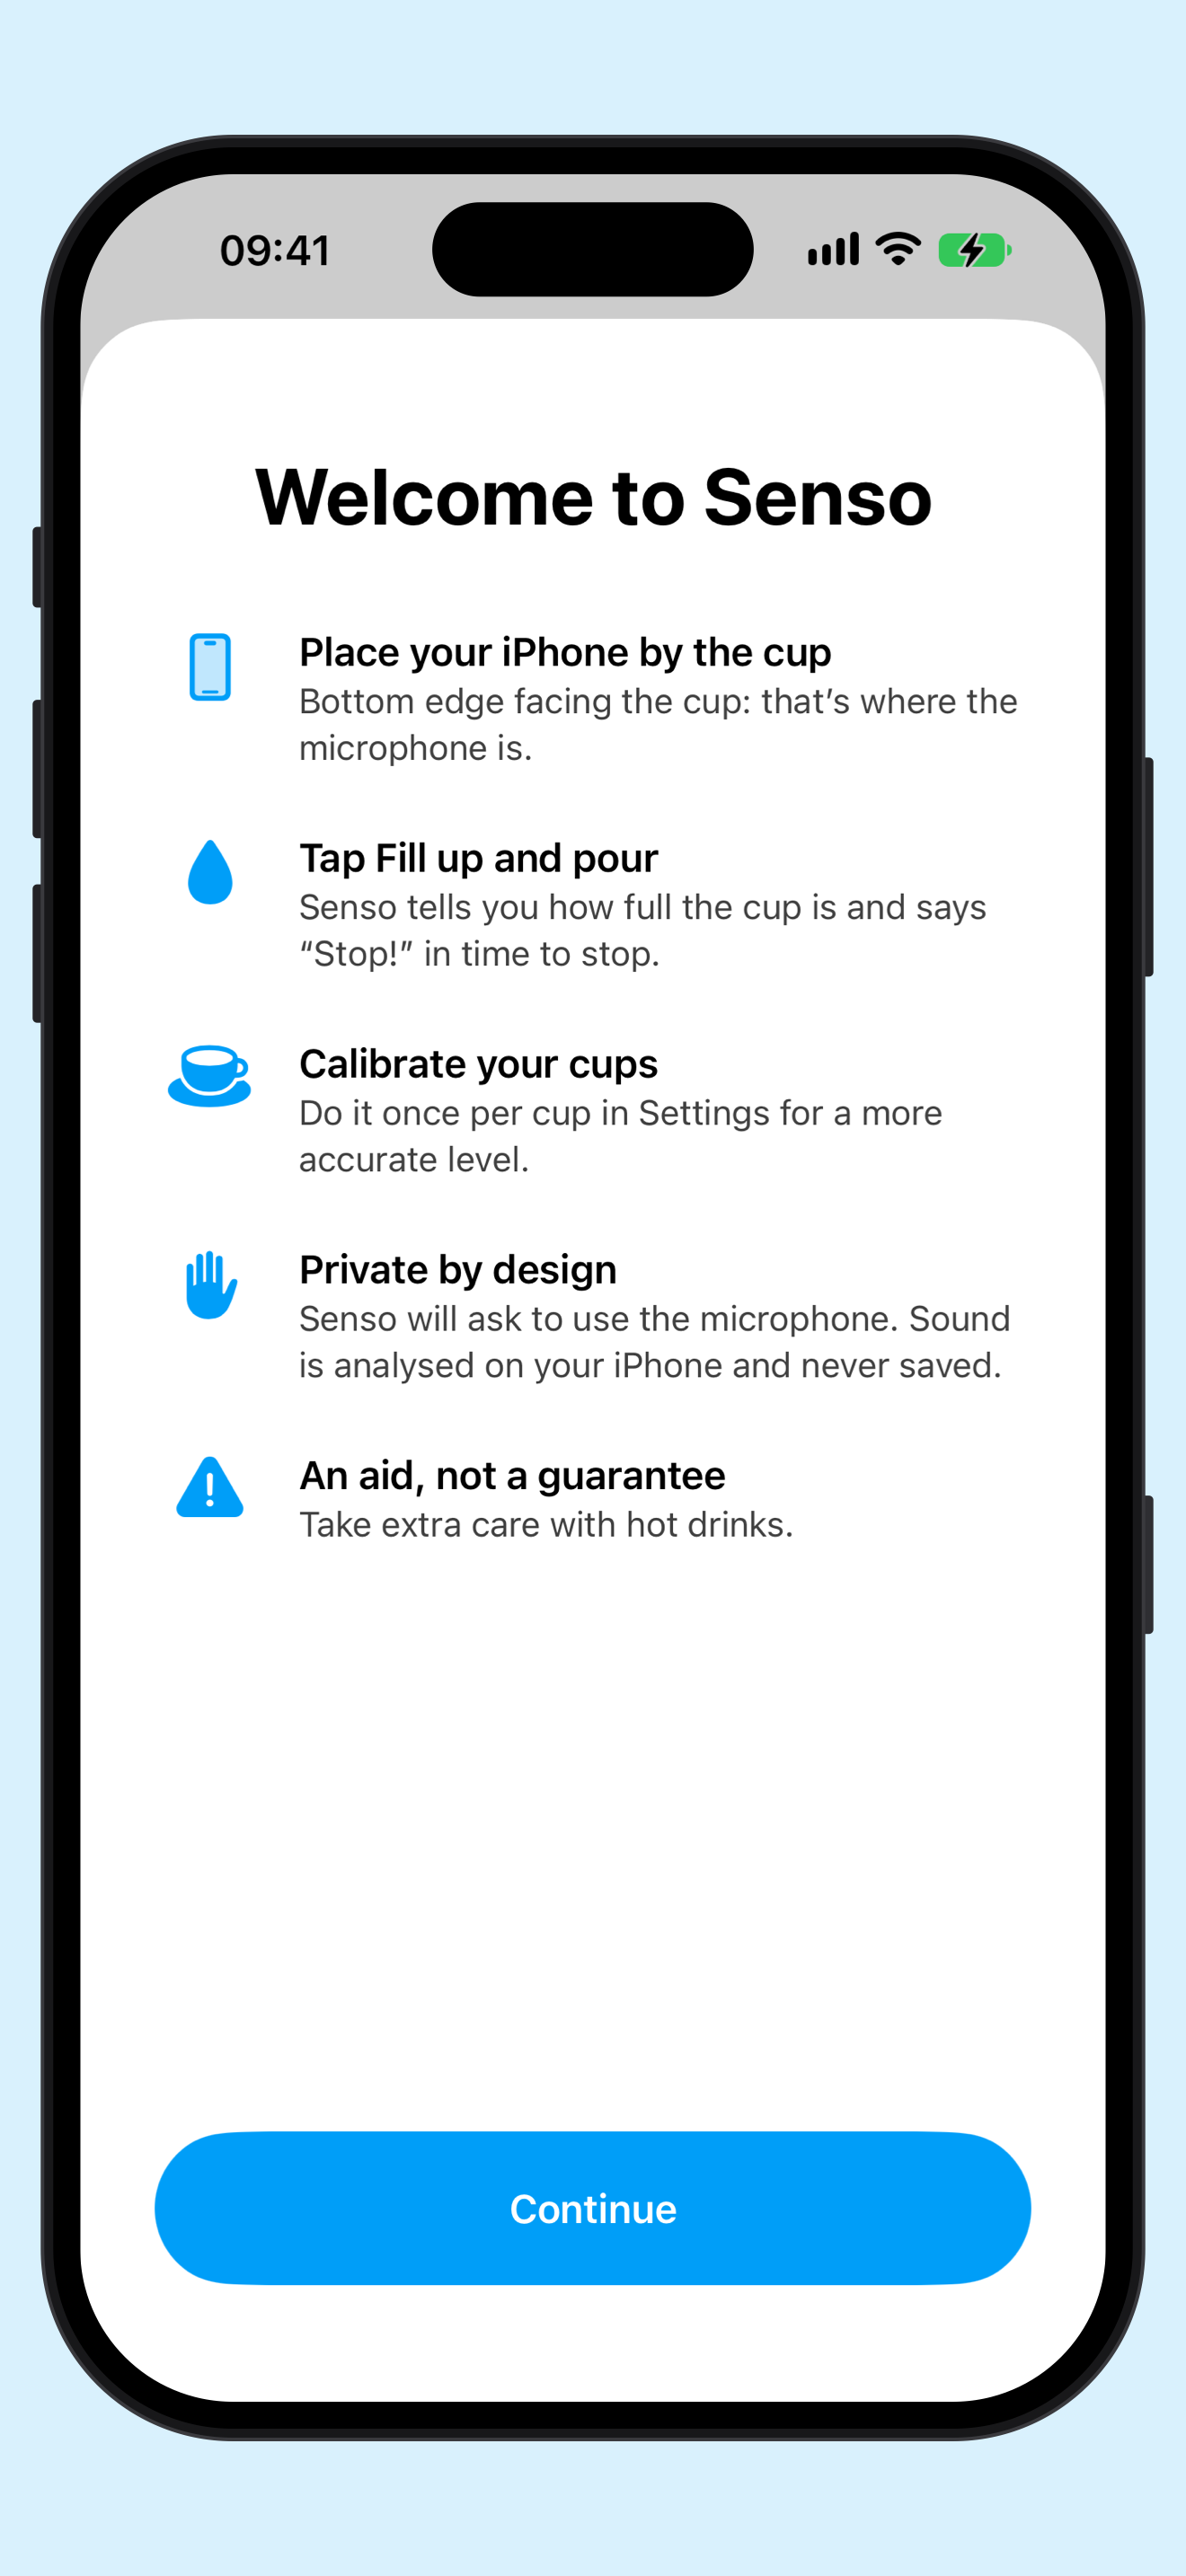 09:41
Welcome to Senso
Place your iPhone by the cup
Bottom edge facing the cup: that’s where the
microphone is.
Tap Fill up and pour
Senso tells you how full the cup is and says
“Stop!” in time to stop.
Calibrate your cups
Do it once per cup in Settings for a more
accurate level.
Private by design
Senso will ask to use the microphone. Sound
is analysed on your iPhone and never saved.
An aid, not a guarantee
Take extra care with hot drinks.
Continue